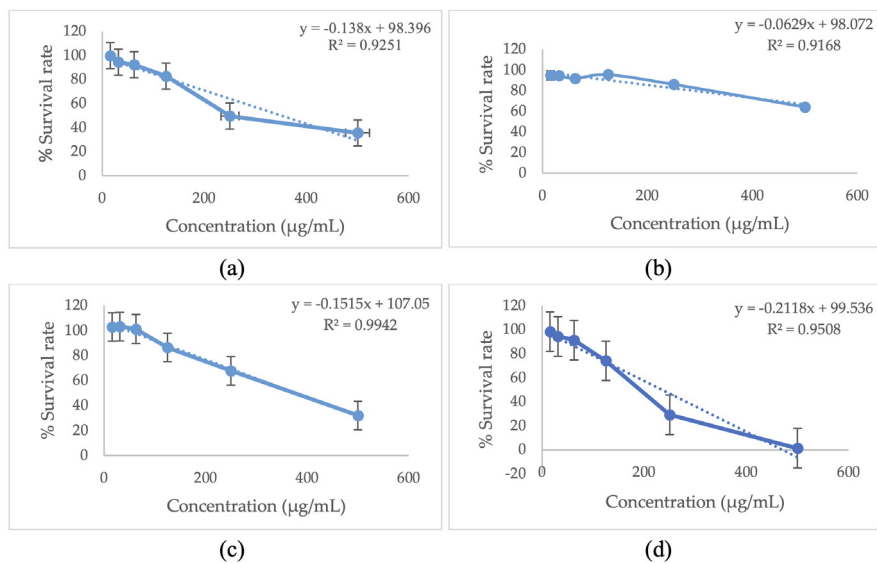 y = -0.138x + 98.396
R² = 0.9251
120
100
80
60
40
20
0
0
200
400
600
% Survival rate
Concentration (µg/mL)
(a)
y = -0.0629x + 98.072
R² = 0.9168
120
100
80
60
40
20
0
0
200
400
600
% Survival rate
Concentration (µg/mL)
(b)
y = -0.1515x + 107.05
R² = 0.9942
120
100
80
60
40
20
0
0
200
400
600
% Survival rate
Concentration (µg/mL)
(c)
y = -0.2118x + 99.536
R² = 0.9508
120
100
80
60
40
20
0
-20
0
200
400
600
% Survival rate
Concentration (µg/mL)
(d)